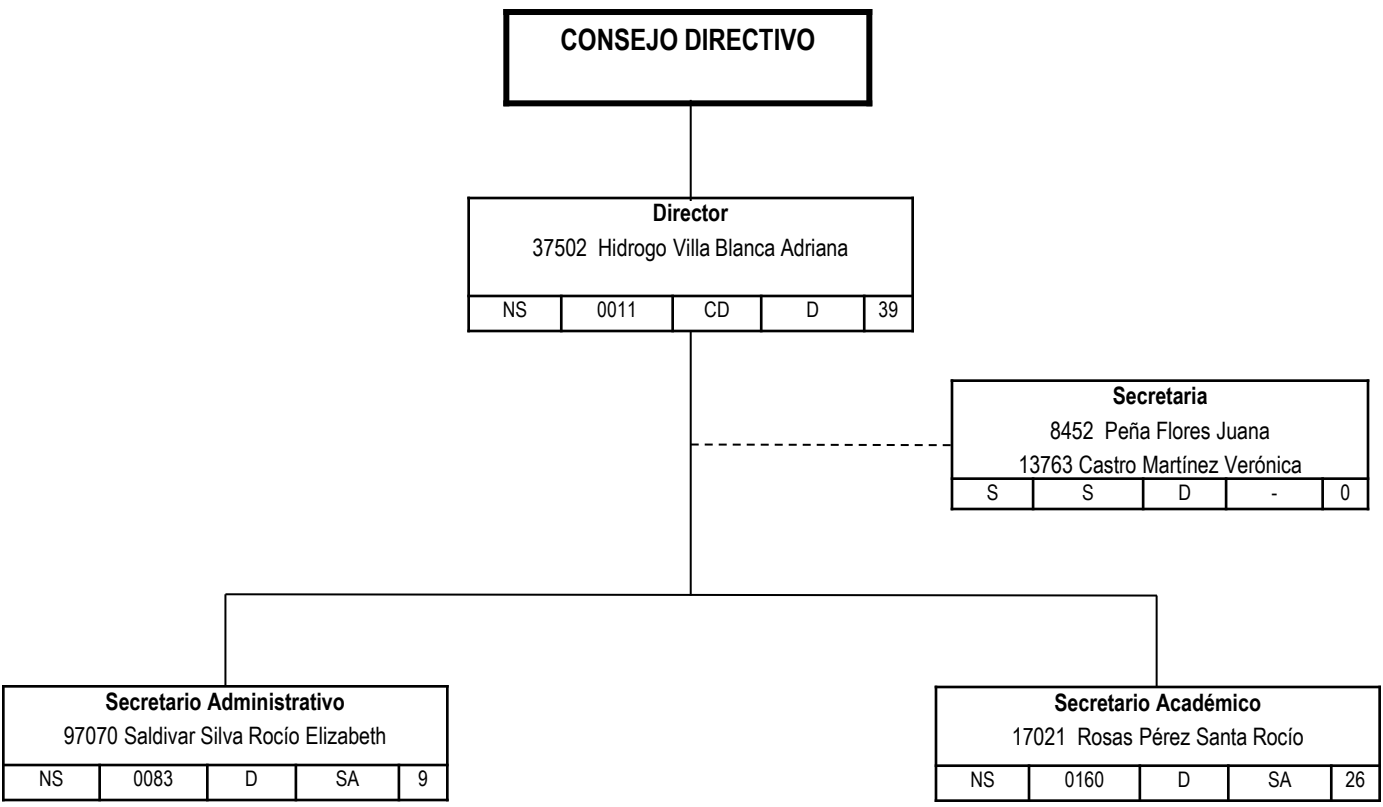 CONSEJO DIRECTIVO
Director
37502 Hidrogo Villa Blanca Adriana
NS 0011 CD D 39
Secretaria
8452 Peña Flores Juana
13763 Castro Martínez Verónica
S S D - 0
Secretario Administrativo
97070 Saldivar Silva Rocío Elizabeth
NS 0083 D SA 9
Secretario Académico
17021 Rosas Pérez Santa Rocío
NS 0160 D SA 26